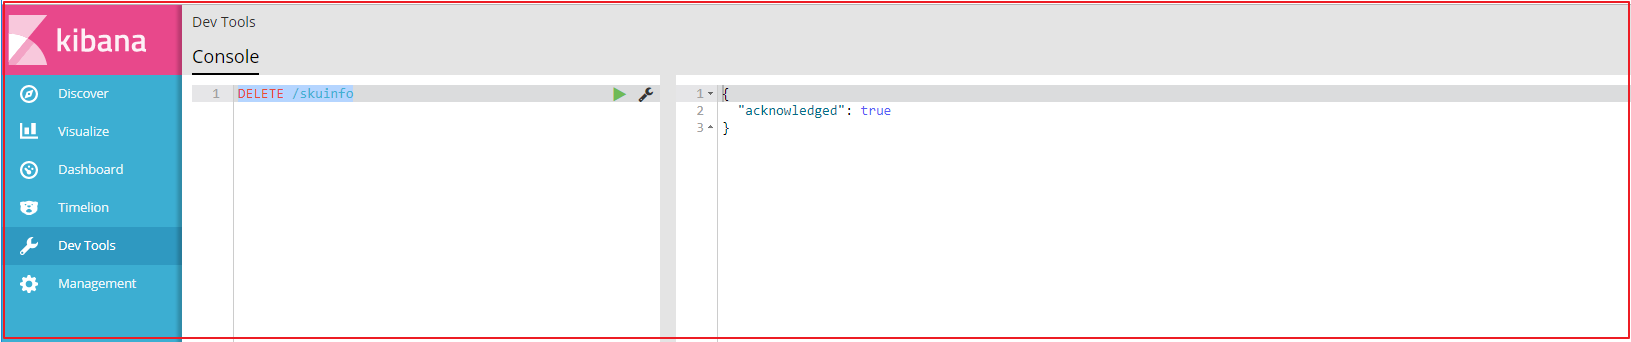 kibana
Discover
Visualize
Dashboard
Timelion
Dev Tools
Management
Dev Tools
Console
1 DELETE /skuinfo
1 {
2 "acknowledged": true
3 }